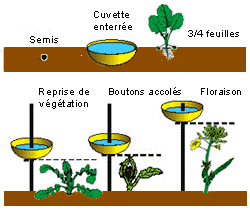 Cuvette
enterrée
Semis
3/4 feuilles
Reprise de
végétation
Boutons accolés
Floraison